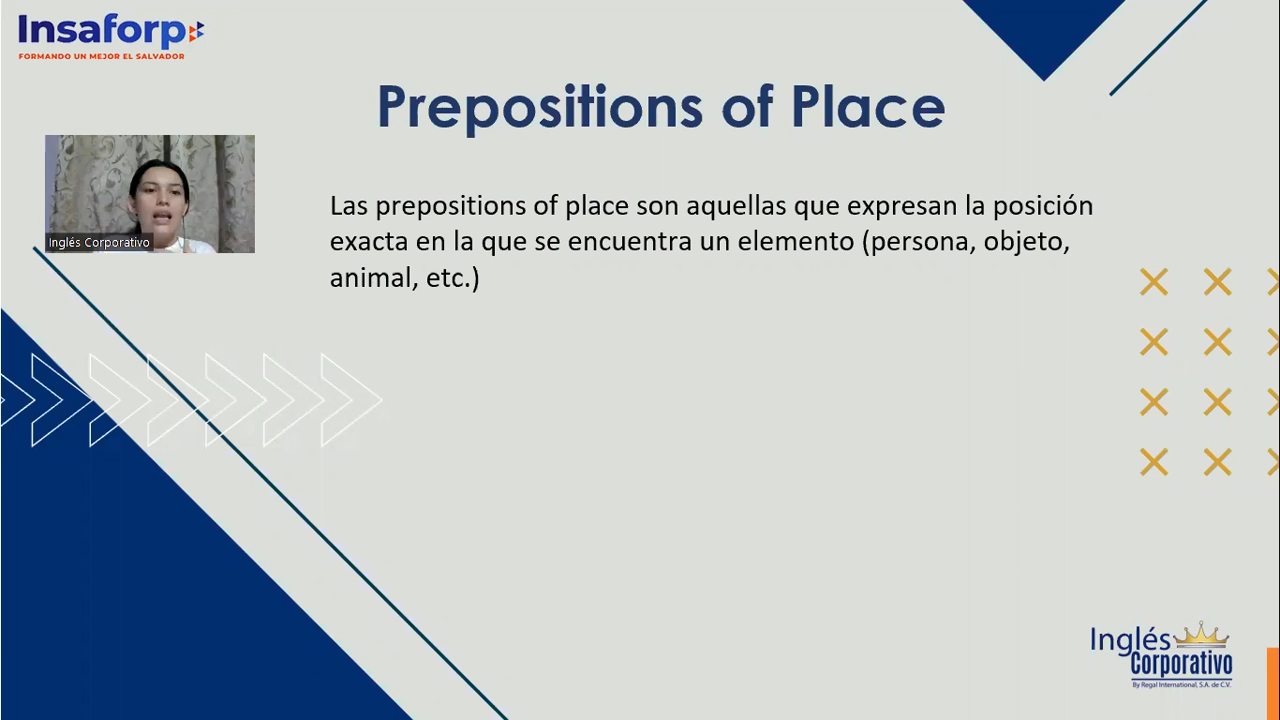 Insaforp
FORMANDO UN MEJOR EL SALVADOR
Prepositions of Place
Inglés Corporativo
Las prepositions of place son aquellas que expresan la posición
exacta en la que se encuentra un elemento (persona, objeto,
animal, etc.)
Inglés
Corporativo
By Regal International, S.A. de C.V.